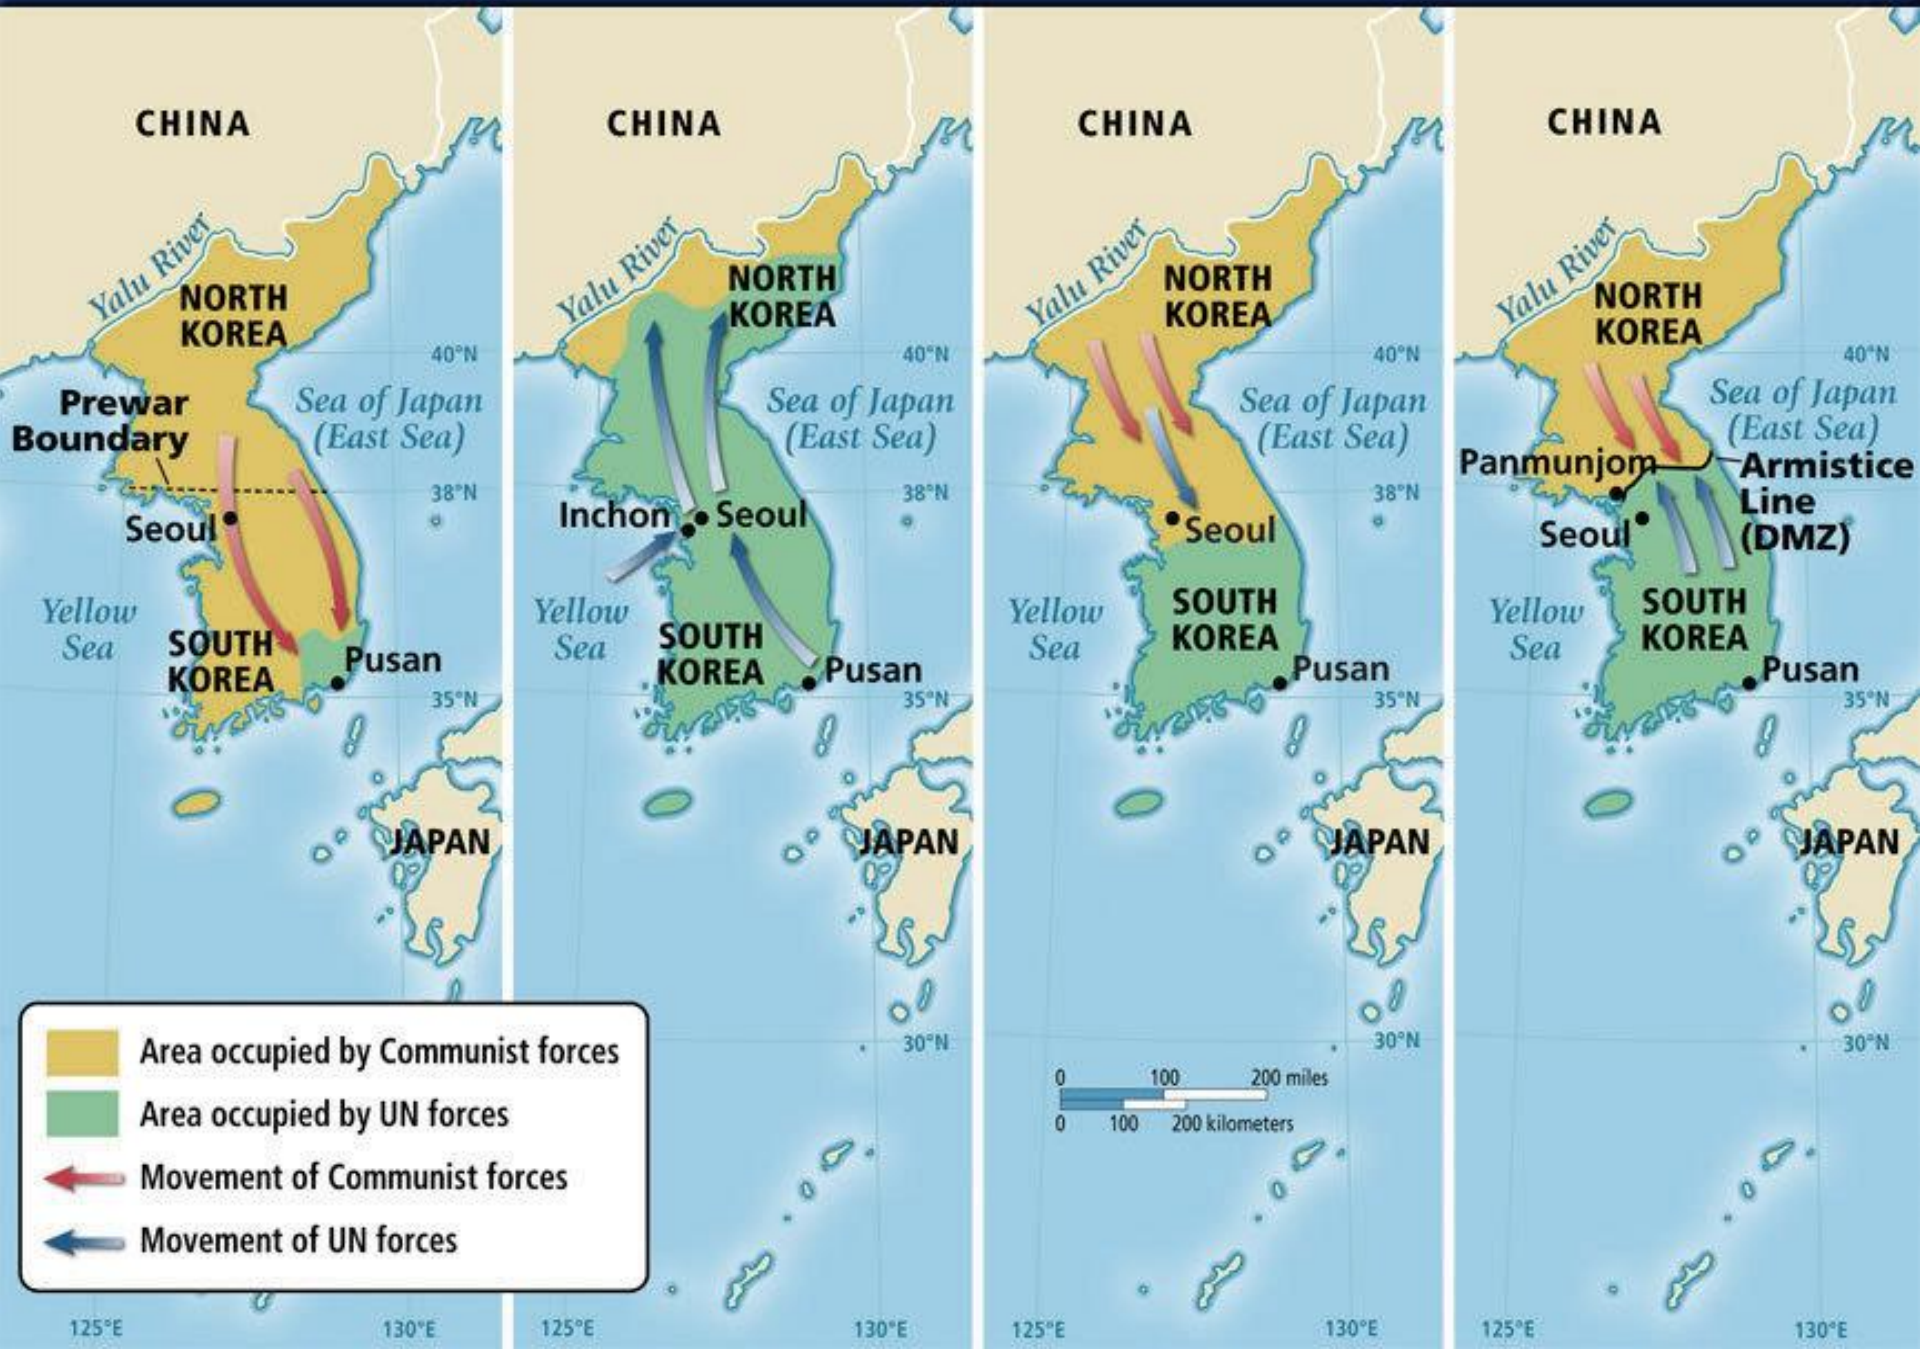 CHINA
Yalu River
NORTH
KOREA
40°N
Prewar
Boundary
Sea of Japan
(East Sea)
38°N
Seoul
Yellow
Sea
SOUTH
KOREA
Pusan
35°N
JAPAN
Area occupied by Communist forces
Area occupied by UN forces
Movement of Communist forces
Movement of UN forces
125°E
130°E
CHINA
Yalu River
NORTH
KOREA
40°N
Sea of Japan
(East Sea)
38°N
Inchon
Seoul
Yellow
Sea
SOUTH
KOREA
Pusan
35°N
JAPAN
30°N
125°E
130°E
CHINA
Yalu River
NORTH
KOREA
40°N
Sea of Japan
(East Sea)
38°N
Seoul
Yellow
Sea
SOUTH
KOREA
Pusan
35°N
JAPAN
30°N
0 100 200 miles
0 100 200 kilometers
125°E
130°E
CHINA
Yalu River
NORTH
KOREA
40°N
Sea of Japan
(East Sea)
Panmunjom
Armistice
Line
(DMZ)
Seoul
Yellow
Sea
SOUTH
KOREA
Pusan
35°N
JAPAN
30°N
125°E
130°E